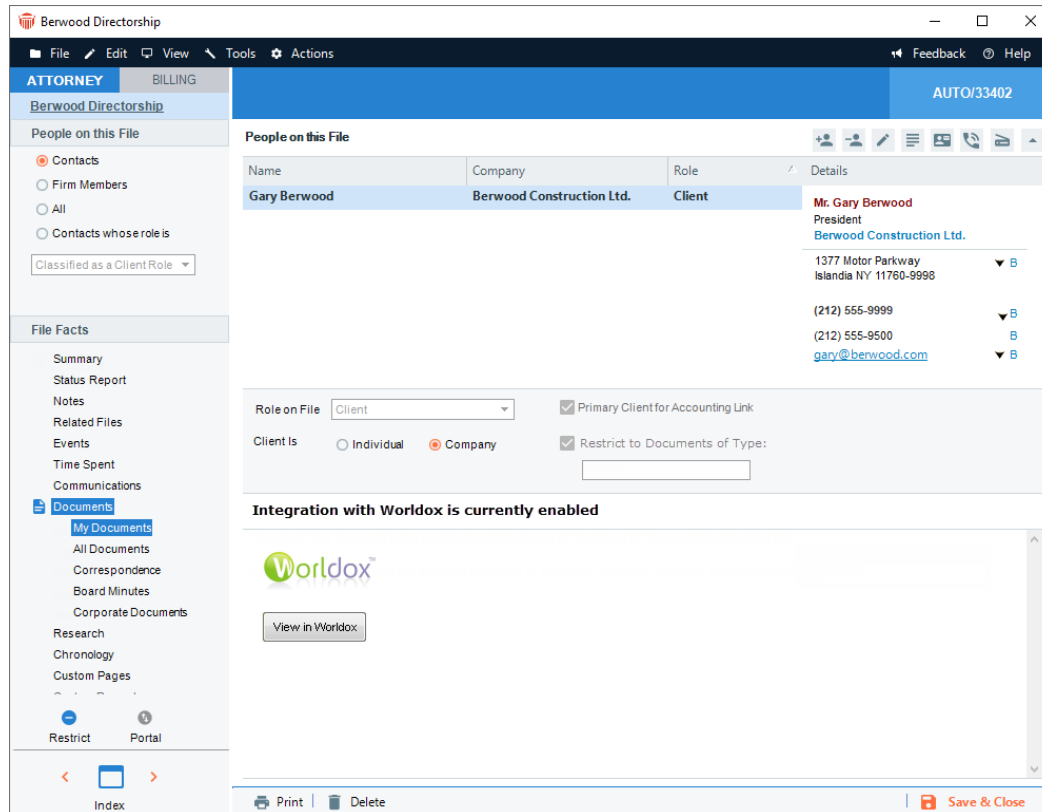 Berwood Directorship
File Edit View Tools Actions Feedback Help
ATTORNEY BILLING
AUTO/33402
Berwood Directorship
People on this File
Contacts
Firm Members
All
Contacts whose role is
Classified as a Client Role
File Facts
Summary
Status Report
Notes
Related Files
Events
Time Spent
Communications
Documents
My Documents
All Documents
Correspondence
Board Minutes
Corporate Documents
Research
Chronology
Custom Pages
Restrict Portal
Index
People on this File
Name Company Role Details
Gary Berwood Berwood Construction Ltd. Client
Mr. Gary Berwood
President
Berwood Construction Ltd.
1377 Motor Parkway B
Islandia NY 11760-9998
(212) 555-9999 B
(212) 555-9500 B
gary@berwood.com B
Role on File Client Primary Client for Accounting Link
Client Is Individual Company Restrict to Documents of Type:
Integration with Worldox is currently enabled
Worldox™
View in Worldox
Print Delete Save & Close